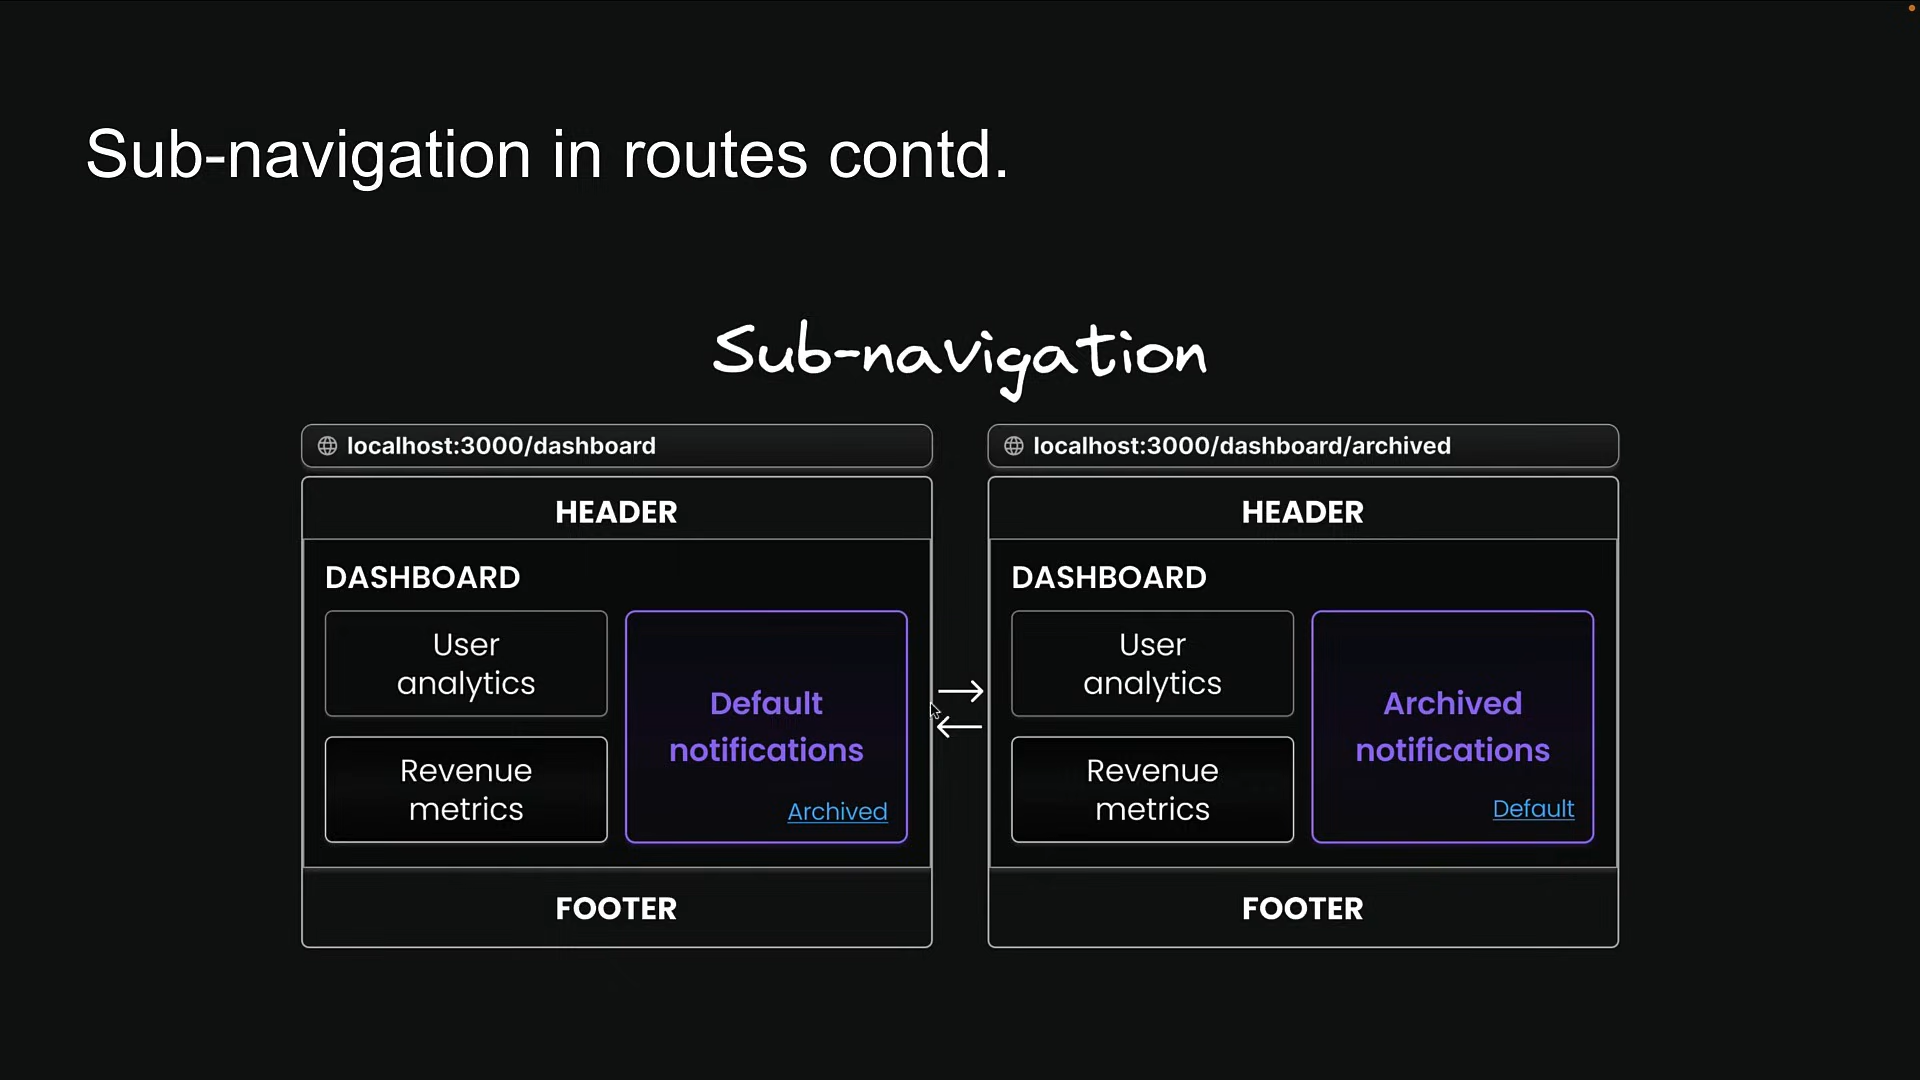 Sub-navigation in routes contd.
Sub-navigation
localhost:3000/dashboard
HEADER
DASHBOARD
User
analytics
Revenue
metrics
Default
notifications
Archived
FOOTER
localhost:3000/dashboard/archived
HEADER
DASHBOARD
User
analytics
Revenue
metrics
Archived
notifications
Default
FOOTER